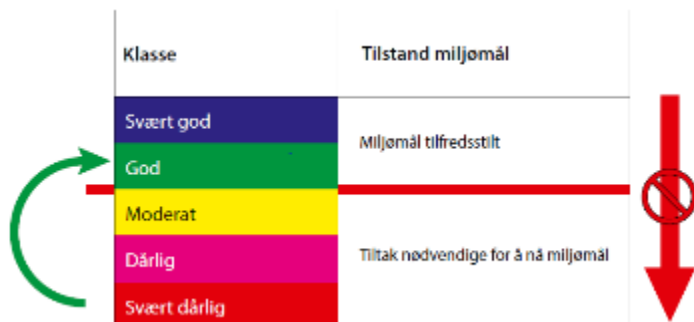 Klasse
Tilstand miljømål
Svært god
God
Miljømål tilfredsstilt
Moderat
Dårlig
Svært dårlig
Tiltak nødvendige for å nå miljømål